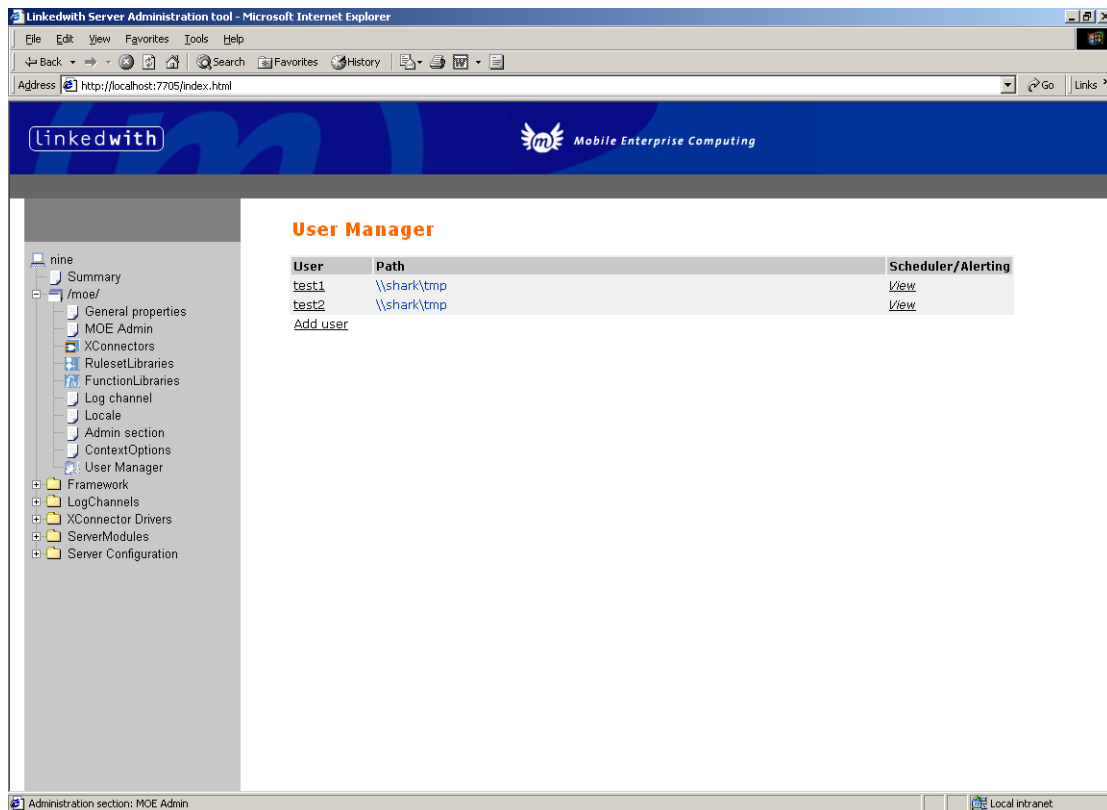 Linkedwith Server Administration tool - Microsoft Internet Explorer
File Edit View Favorites Tools Help
Back Search Favorites History
Address http://localhost:7705/index.html Go Links
linkedwith
m Mobile Enterprise Computing
User Manager
nine
Summary
/moe/
General properties
MOE Admin
XConnectors
RulesetLibraries
FunctionLibraries
Log channel
Locale
Admin section
ContextOptions
User Manager
Framework
LogChannels
XConnector Drivers
ServerModules
Server Configuration
User Path Scheduler/Alerting
test1 \\shark\tmp View
test2 \\shark\tmp View
Add user
Administration section: MOE Admin Local intranet